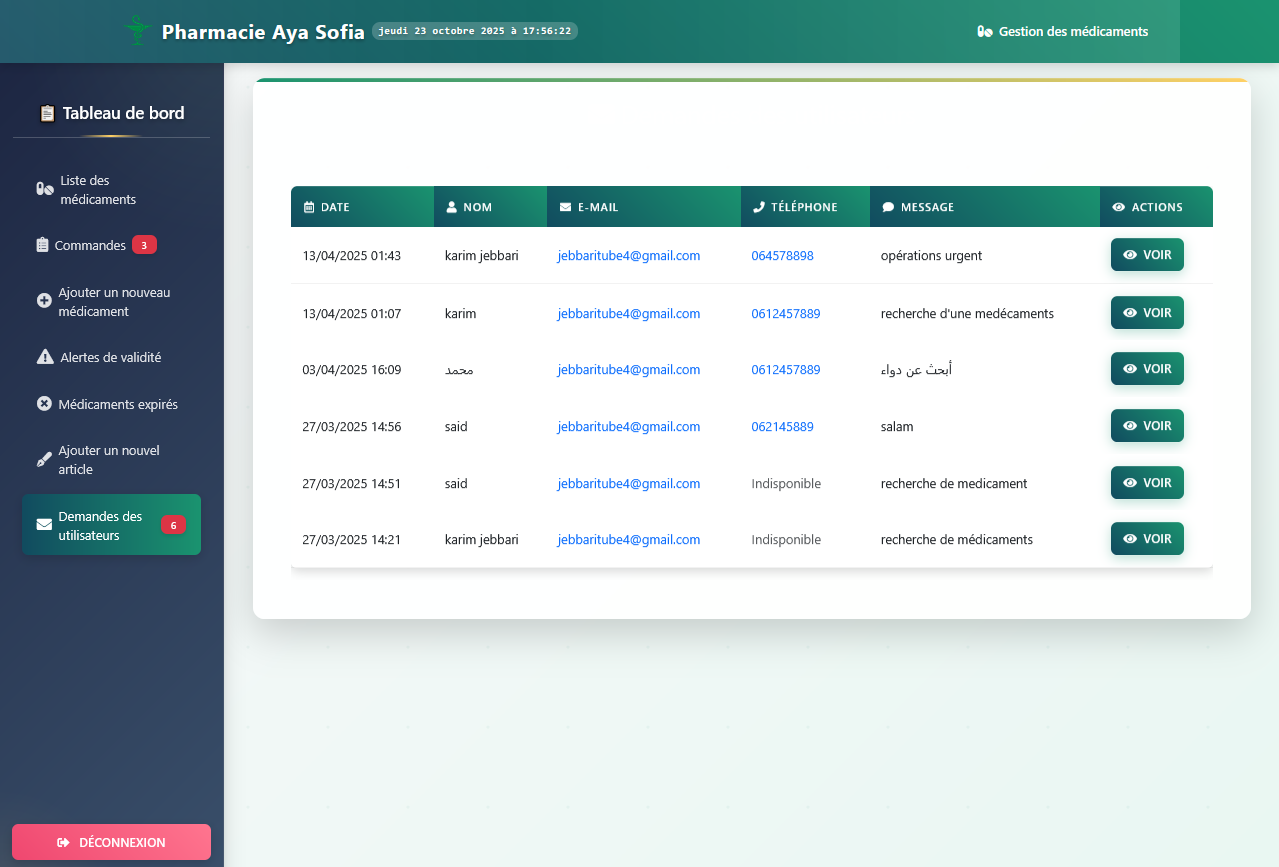 Pharmacie Aya Sofia jeudi 23 octobre 2025 à 17:56:22 Gestion des médicaments
Tableau de bord
Liste des
médicaments
Commandes 3
Ajouter un nouveau
médicament
Alertes de validité
Médicaments expirés
Ajouter un nouvel
article
Demandes des
utilisateurs 6
DÉCONNEXION
DATE NOM E-MAIL TÉLÉPHONE MESSAGE ACTIONS
13/04/2025 01:43 karim jebbari jebbaritube4@gmail.com 064578898 opérations urgent VOIR
13/04/2025 01:07 karim jebbaritube4@gmail.com 0612457889 recherche d'une medécaments VOIR
03/04/2025 16:09 محمد jebbaritube4@gmail.com 0612457889 أبحث عن دواء VOIR
27/03/2025 14:56 said jebbaritube4@gmail.com 062145889 salam VOIR
27/03/2025 14:51 said jebbaritube4@gmail.com Indisponible recherche de medicament VOIR
27/03/2025 14:21 karim jebbari jebbaritube4@gmail.com Indisponible recherche de médicaments VOIR